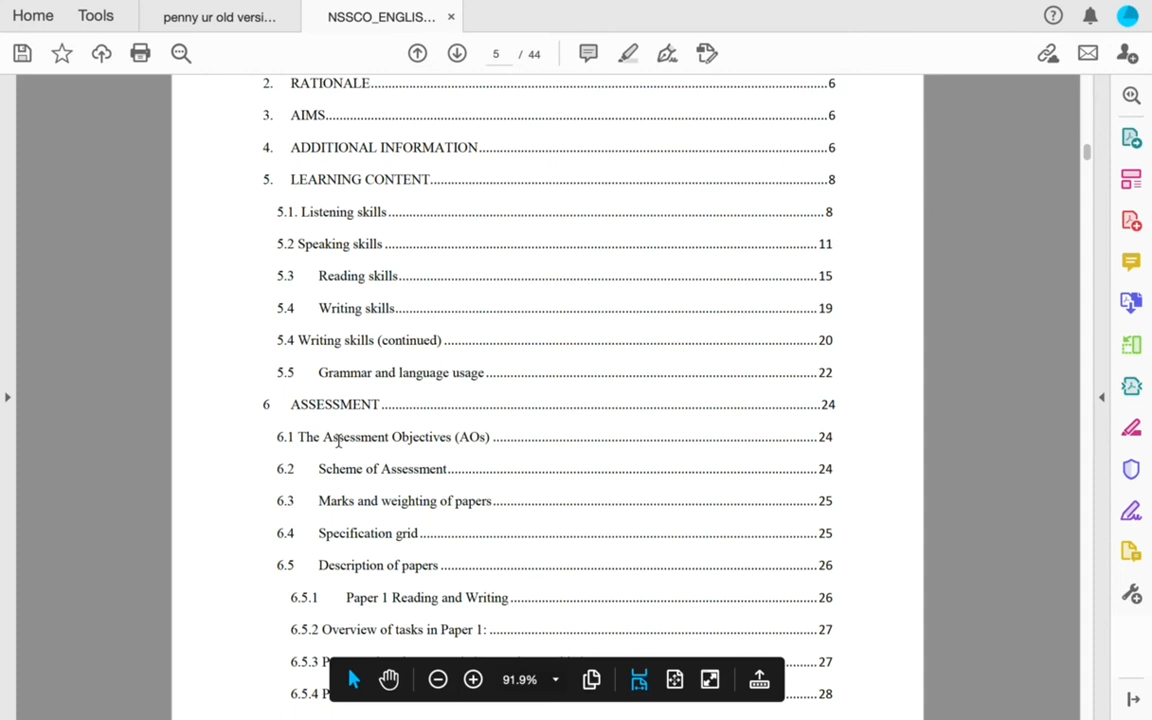 Home Tools penny ur old versi... NSSCO_ENGLIS... ×
5 / 44
2. RATIONALE 6
3. AIMS 6
4. ADDITIONAL INFORMATION 6
5. LEARNING CONTENT 8
5.1. Listening skills 8
5.2 Speaking skills 11
5.3 Reading skills 15
5.4 Writing skills 19
5.4 Writing skills (continued) 20
5.5 Grammar and language usage 22
6 ASSESSMENT 24
6.1 The Assessment Objectives (AOs) 24
6.2 Scheme of Assessment 24
6.3 Marks and weighting of papers 25
6.4 Specification grid 25
6.5 Description of papers 26
6.5.1 Paper 1 Reading and Writing 26
6.5.2 Overview of tasks in Paper 1: 27
6.5.3 P 27
6.5.4 P 28
91.9%